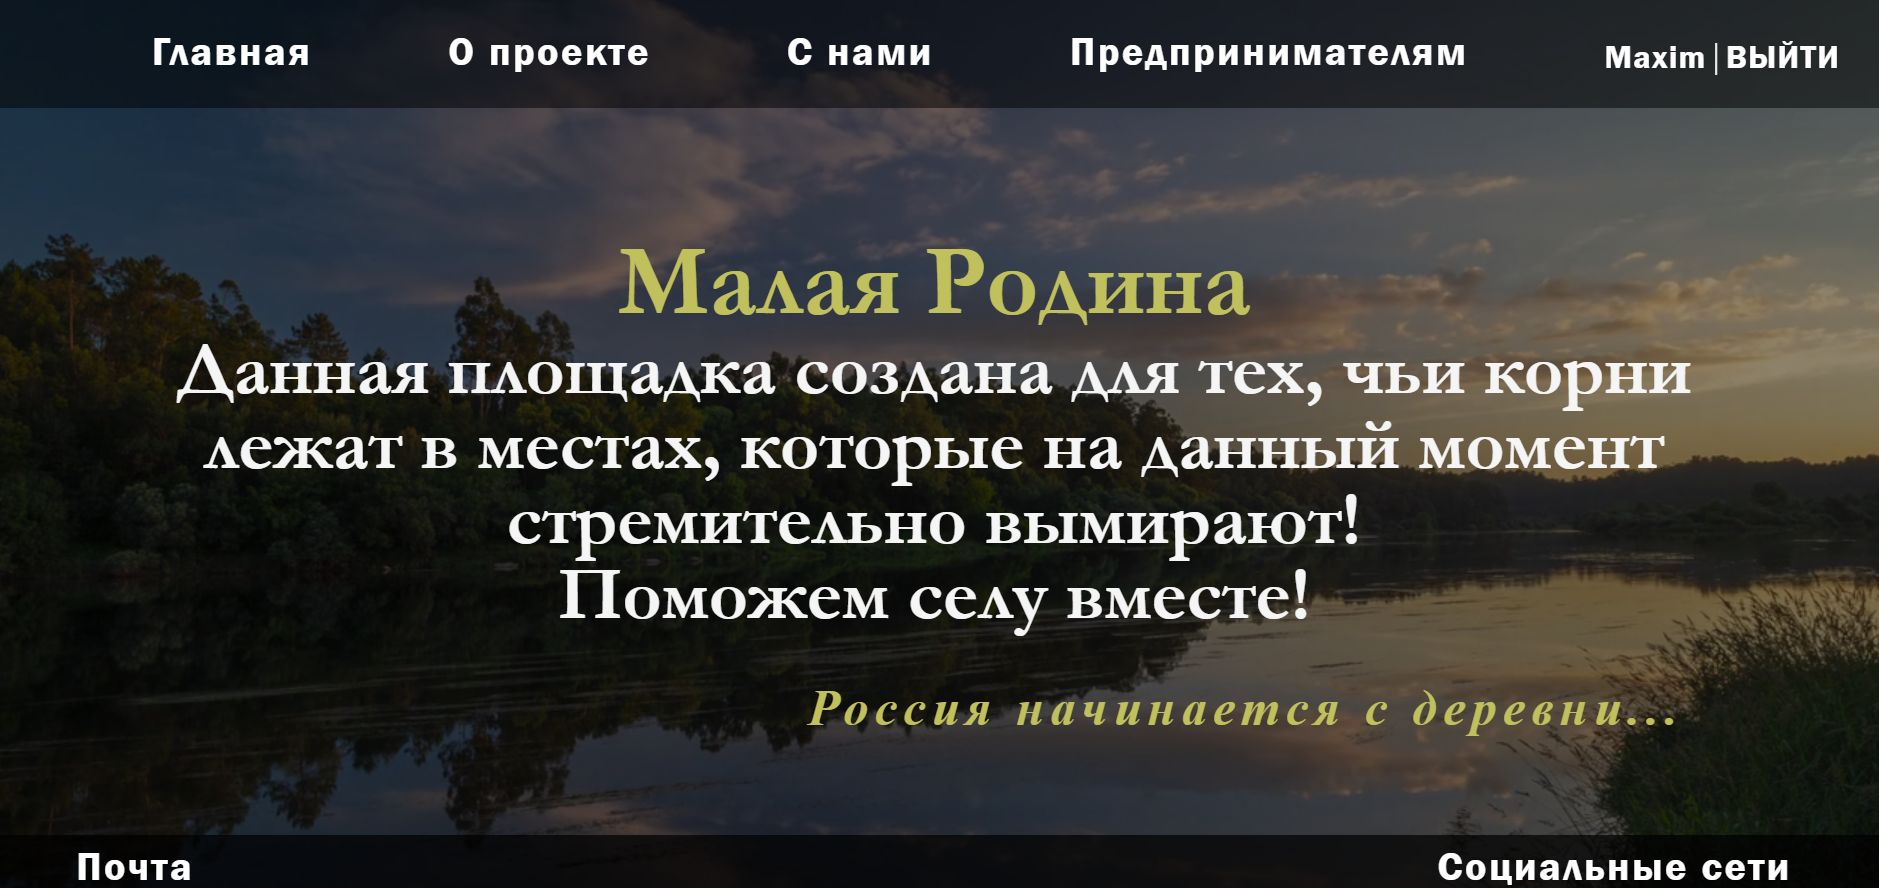 Главная О проекте С нами Предпринимателям Maxim | ВЫЙТИ
Малая Родина
Данная площадка создана для тех, чьи корни
лежат в местах, которые на данный момент
стремительно вымирают!
Поможем селу вместе!
Россия начинается с деревни...
Почта Социальные сети